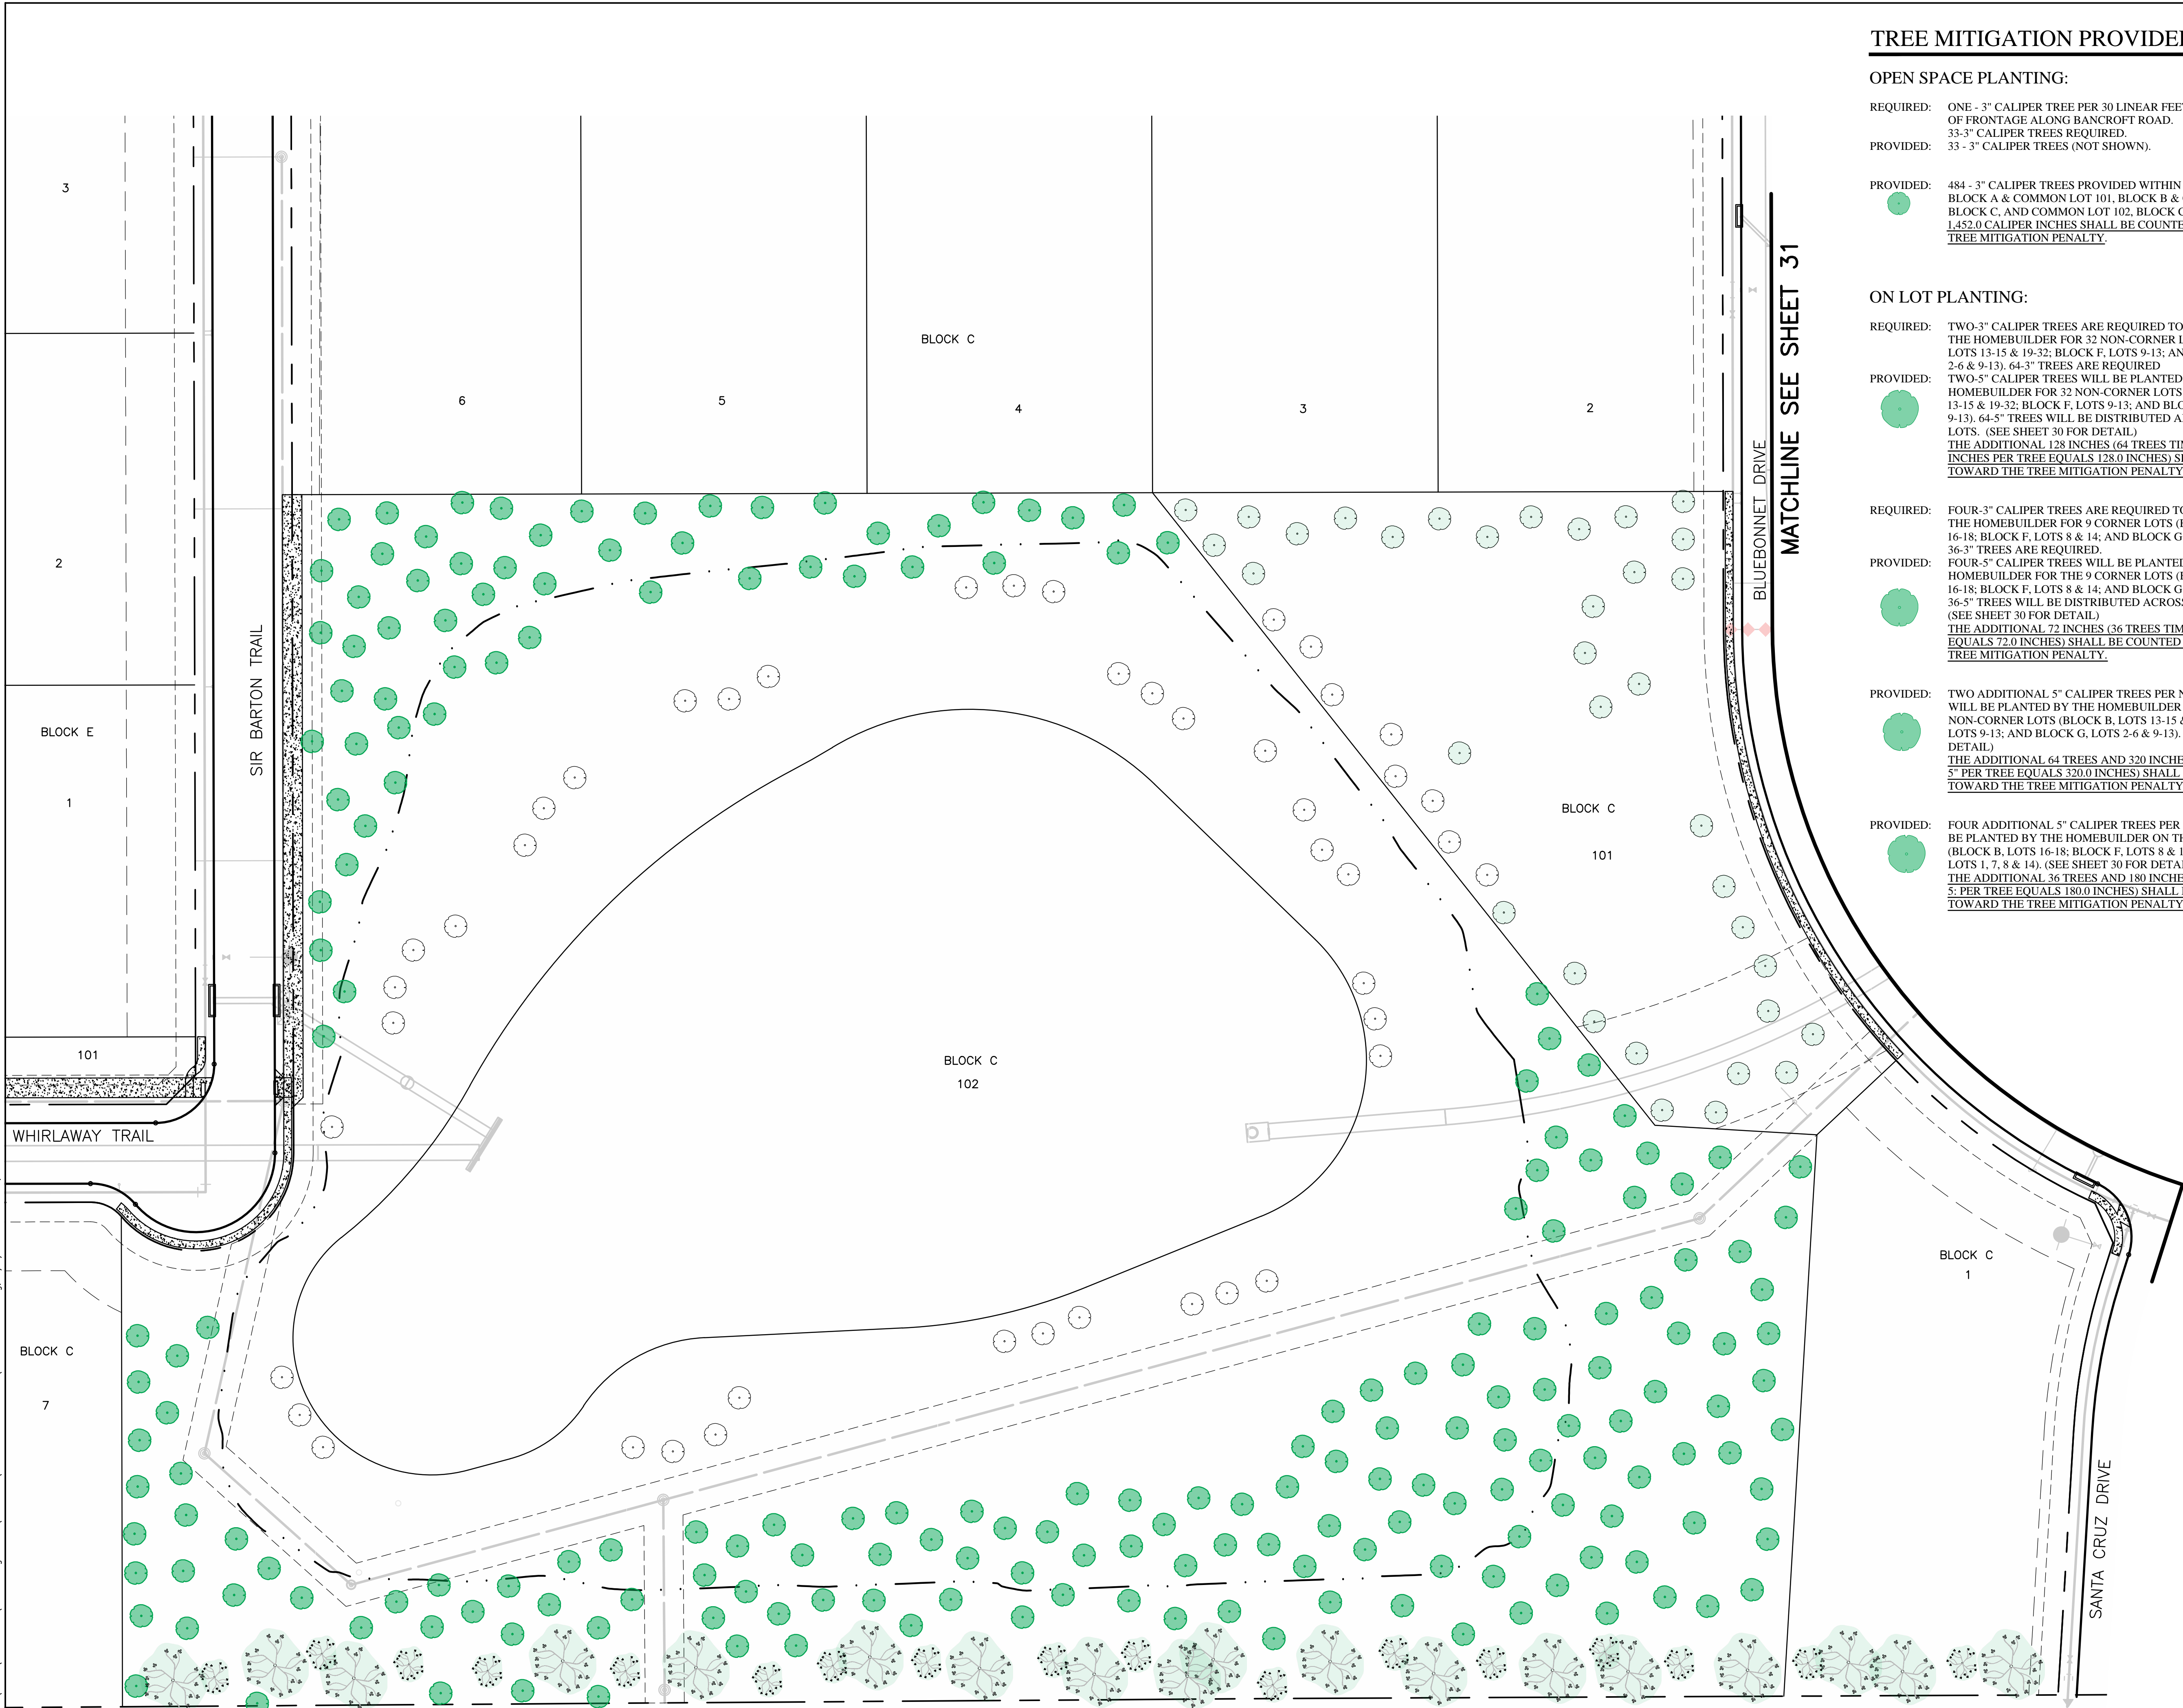 TREE MITIGATION PROVIDE
OPEN SPACE PLANTING:
REQUIRED: ONE - 3" CALIPER TREE PER 30 LINEAR FEE
OF FRONTAGE ALONG BANCROFT ROAD.
33-3" CALIPER TREES REQUIRED.
PROVIDED: 33 - 3" CALIPER TREES (NOT SHOWN).
PROVIDED: 484 - 3" CALIPER TREES PROVIDED WITHIN
BLOCK A & COMMON LOT 101, BLOCK B &
BLOCK C, AND COMMON LOT 102, BLOCK C
1,452.0 CALIPER INCHES SHALL BE COUNTE
TREE MITIGATION PENALTY.
ON LOT PLANTING:
REQUIRED: TWO-3" CALIPER TREES ARE REQUIRED TO
THE HOMEBUILDER FOR 32 NON-CORNER L
LOTS 13-15 & 19-32; BLOCK F, LOTS 9-13; AN
2-6 & 9-13). 64-3" TREES ARE REQUIRED
PROVIDED: TWO-5" CALIPER TREES WILL BE PLANTED
HOMEBUILDER FOR 32 NON-CORNER LOTS
13-15 & 19-32; BLOCK F, LOTS 9-13; AND BLO
9-13). 64-5" TREES WILL BE DISTRIBUTED A
LOTS. (SEE SHEET 30 FOR DETAIL)
THE ADDITIONAL 128 INCHES (64 TREES TI
INCHES PER TREE EQUALS 128.0 INCHES) S
TOWARD THE TREE MITIGATION PENALTY
REQUIRED: FOUR-3" CALIPER TREES ARE REQUIRED TO
THE HOMEBUILDER FOR 9 CORNER LOTS (
16-18; BLOCK F, LOTS 8 & 14; AND BLOCK G
36-3" TREES ARE REQUIRED.
PROVIDED: FOUR-5" CALIPER TREES WILL BE PLANTE
HOMEBUILDER FOR THE 9 CORNER LOTS (
16-18; BLOCK F, LOTS 8 & 14; AND BLOCK G
36-5" TREES WILL BE DISTRIBUTED ACROSS
(SEE SHEET 30 FOR DETAIL)
THE ADDITIONAL 72 INCHES (36 TREES TIM
EQUALS 72.0 INCHES) SHALL BE COUNTED
TREE MITIGATION PENALTY.
PROVIDED: TWO ADDITIONAL 5" CALIPER TREES PER N
WILL BE PLANTED BY THE HOMEBUILDER
NON-CORNER LOTS (BLOCK B, LOTS 13-15 &
LOTS 9-13; AND BLOCK G, LOTS 2-6 & 9-13).
DETAIL)
THE ADDITIONAL 64 TREES AND 320 INCHE
5" PER TREE EQUALS 320.0 INCHES) SHALL
TOWARD THE TREE MITIGATION PENALTY
PROVIDED: FOUR ADDITIONAL 5" CALIPER TREES PER
BE PLANTED BY THE HOMEBUILDER ON TH
(BLOCK B, LOTS 16-18; BLOCK F, LOTS 8 & 1
LOTS 1, 7, 8 & 14). (SEE SHEET 30 FOR DETA
THE ADDITIONAL 36 TREES AND 180 INCHE
5: PER TREE EQUALS 180.0 INCHES) SHALL
TOWARD THE TREE MITIGATION PENALTY
MATCHLINE SEE SHEET 31
BLUEBONNET DRIVE
3
BLOCK C
6
5
4
3
2
2
SIR BARTON TRAIL
BLOCK E
1
BLOCK C
101
101
BLOCK C
102
WHIRLAWAY TRAIL
BLOCK C
1
BLOCK C
7
SANTA CRUZ DRIVE